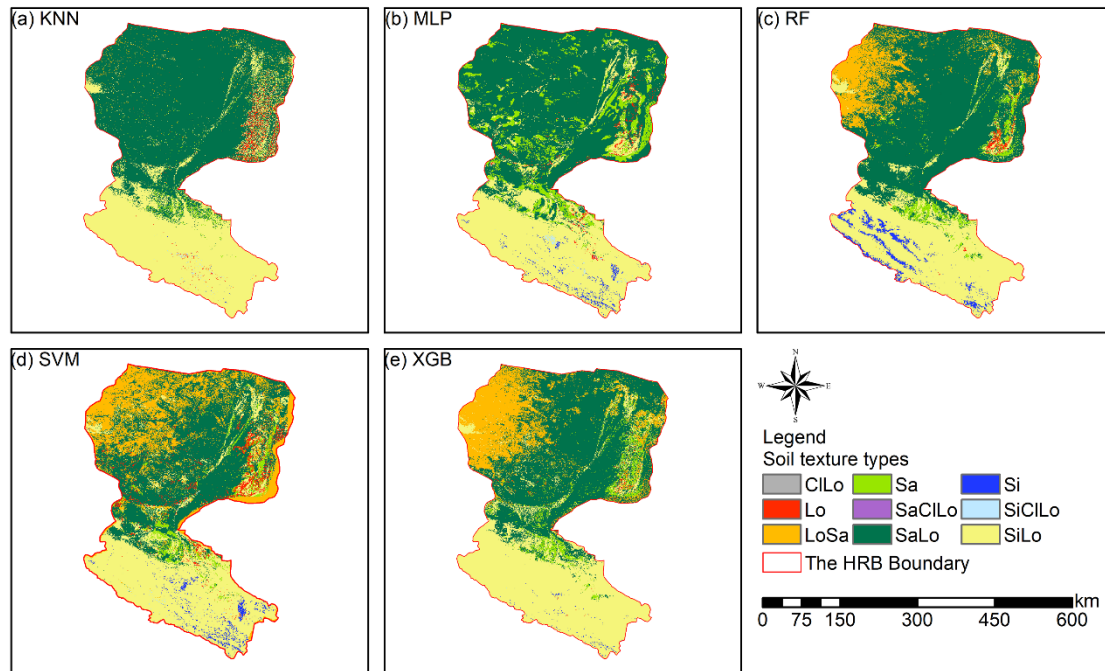 (a) KNN
(b) MLP
(c) RF
(d) SVM
(e) XGB
N
W E
S
Legend
Soil texture types
ClLo Sa Si
Lo SaClLo SiClLo
LoSa SaLo SiLo
The HRB Boundary
km
0 75 150 300 450 600